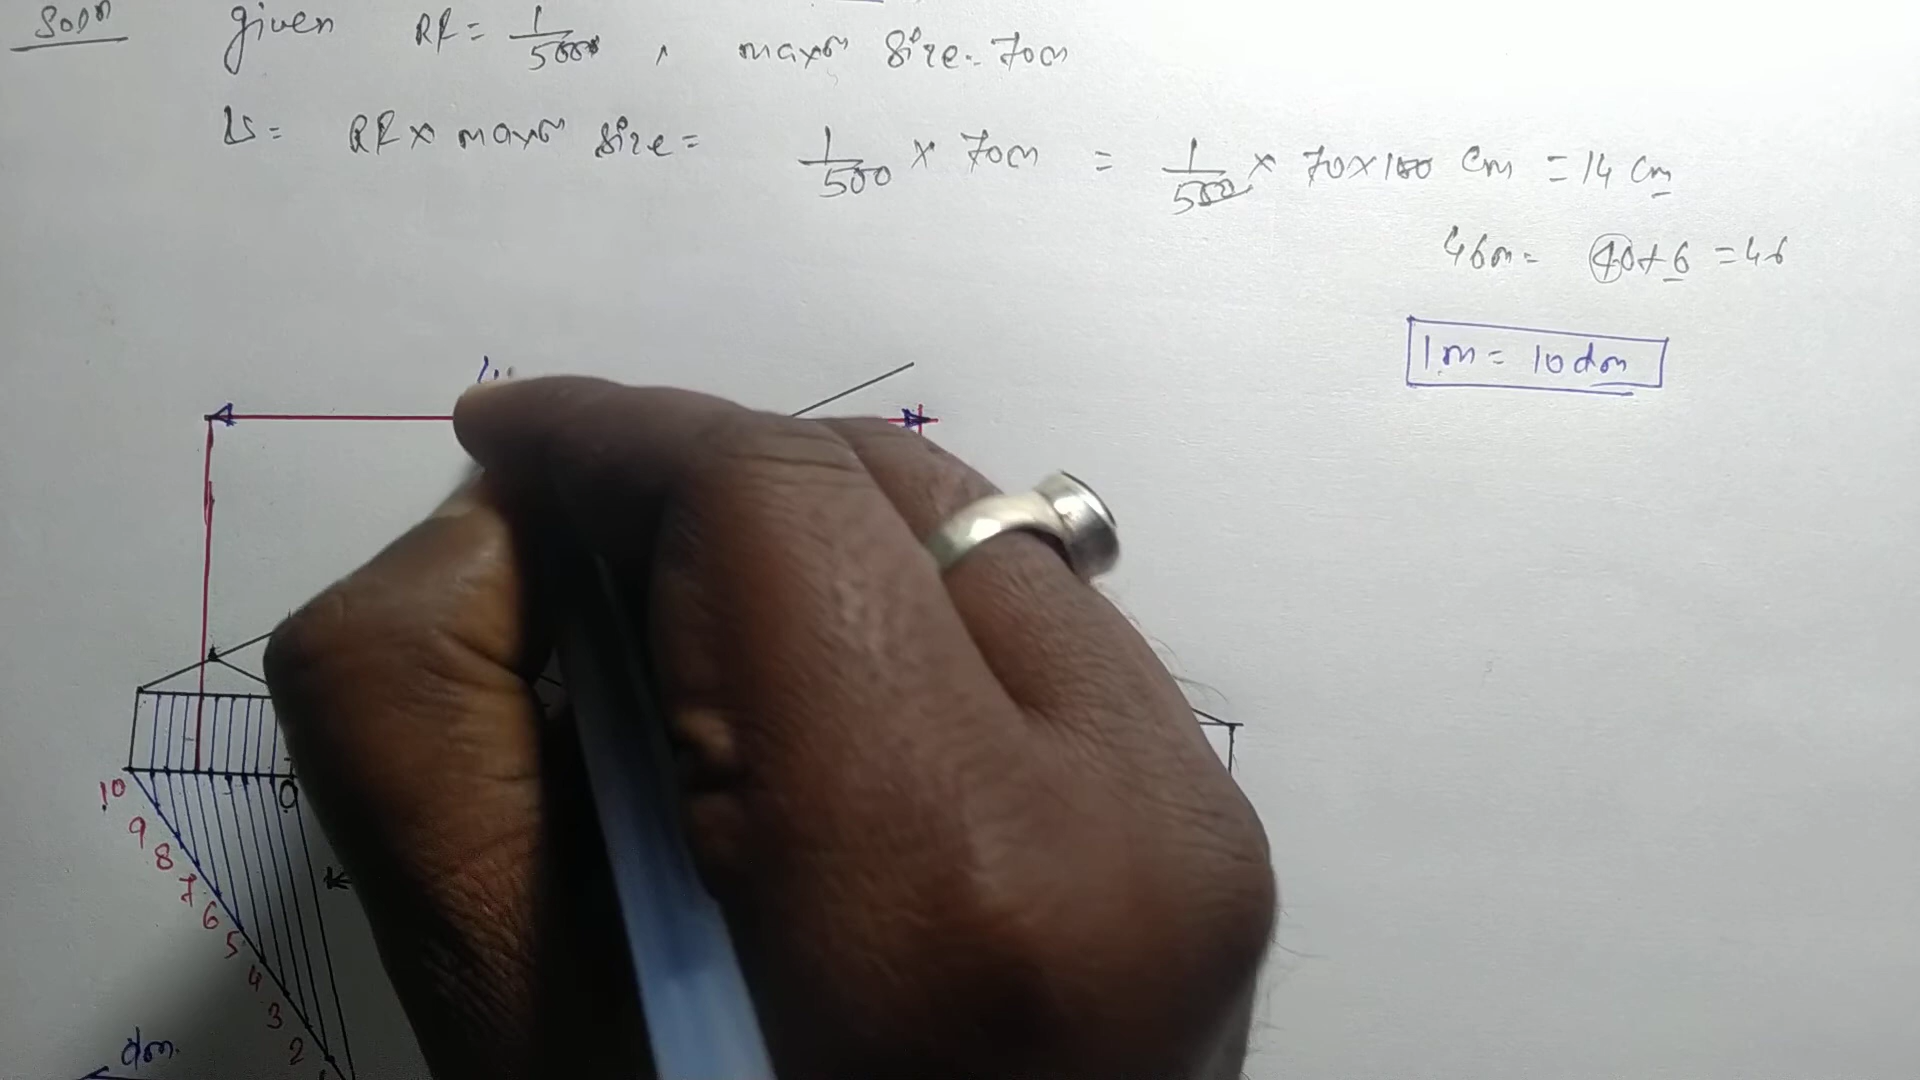 Soln given RF = 1/500 , maxm size = 70m
LS = RF × maxm size = 1/500 × 70m = 1/500 × 70×100 cm = 14 cm
46m = 40+6 = 46
1m = 10dm
10
0
9
8
7
6
5
4
3
2
dm.